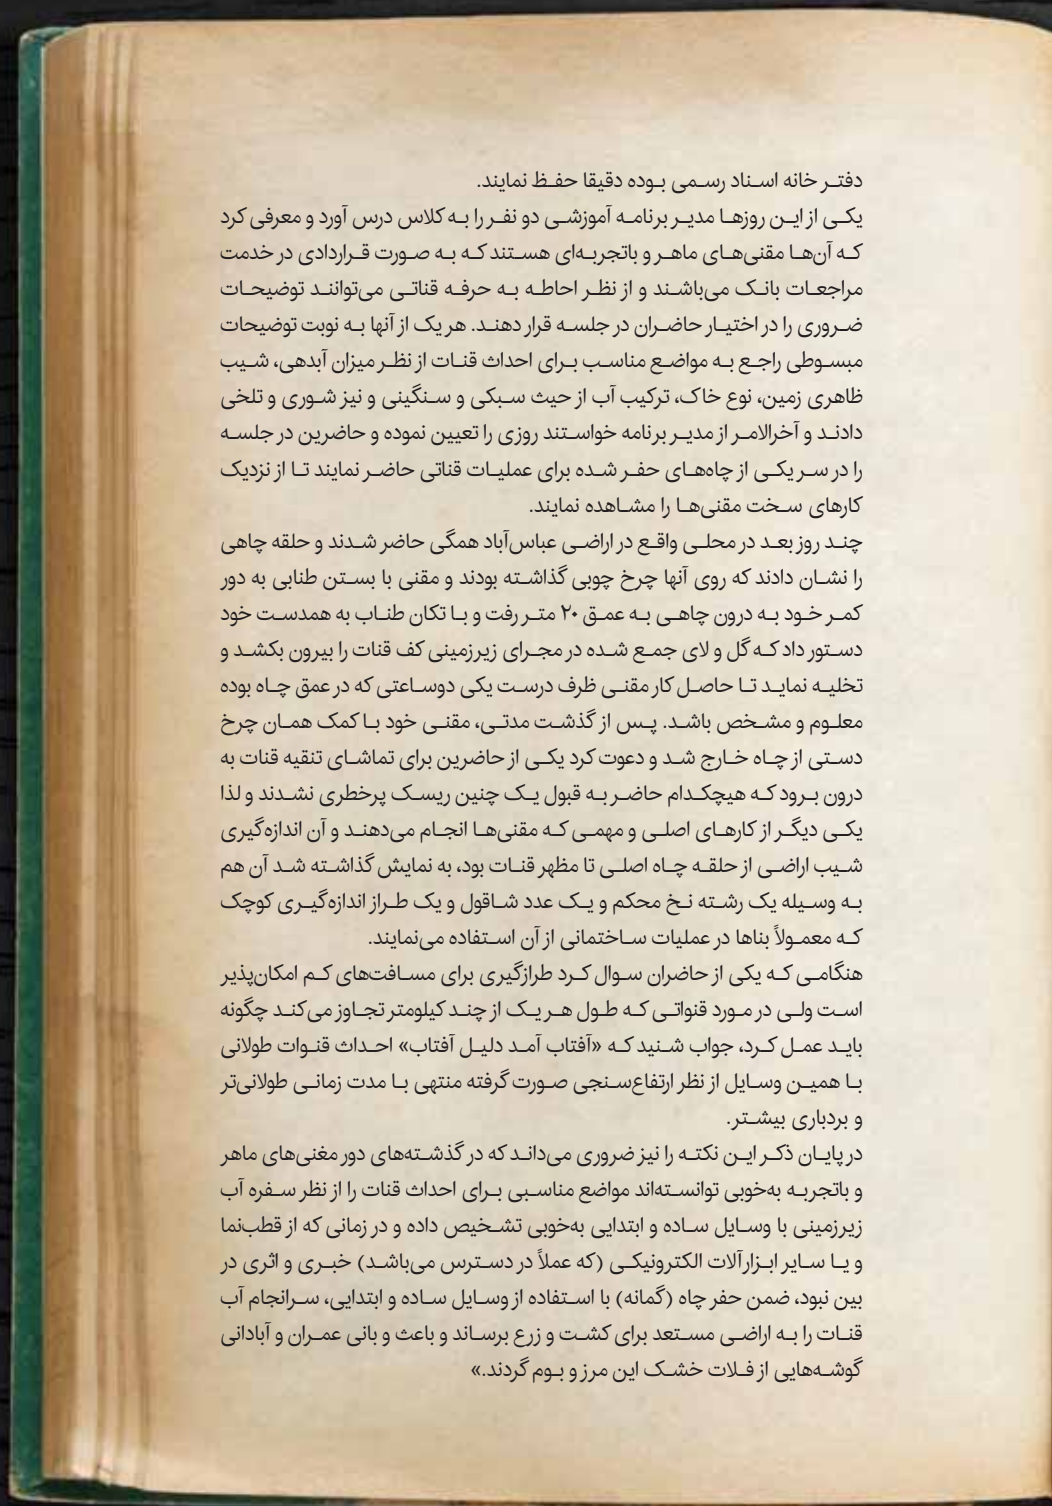 دفتر خانه اسناد رسمی بوده دقیقا حفظ نمایند.
یکی از این روزها مدیر برنامه آموزشی دو نفر را به کلاس درس آورد و معرفی کرد
که آن‌ها مقنی‌های ماهر و باتجربه‌ای هستند که به صورت قراردادی در خدمت
مراجعات بانک می‌باشند و از نظر احاطه به حرفه قناتی می‌توانند توضیحات
ضروری را در اختیار حاضران در جلسه قرار دهند. هر یک از آنها به نوبت توضیحات
مبسوطی راجع به مواضع مناسب برای احداث قنات از نظر میزان آبدهی، شیب
ظاهری زمین، نوع خاک، ترکیب آب از حیث سبکی و سنگینی و نیز شوری و تلخی
دادند و آخرالامر از مدیر برنامه خواستند روزی را تعیین نموده و حاضرین در جلسه
را در سر یکی از چاه‌های حفر شده برای عملیات قناتی حاضر نمایند تا از نزدیک
کارهای سخت مقنی‌ها را مشاهده نمایند.
چند روز بعد در محلی واقع در اراضی عباس‌آباد همگی حاضر شدند و حلقه چاهی
را نشان دادند که روی آنها چرخ چوبی گذاشته بودند و مقنی با بستن طنابی به دور
کمر خود به درون چاهی به عمق ۲۰ متر رفت و با تکان طناب به همدست خود
دستور داد که گل و لای جمع شده در مجرای زیرزمینی کف قنات را بیرون بکشد و
تخلیه نماید تا حاصل کار مقنی ظرف درست یکی دوساعتی که در عمق چاه بوده
معلوم و مشخص باشد. پس از گذشت مدتی، مقنی خود با کمک همان چرخ
دستی از چاه خارج شد و دعوت کرد یکی از حاضرین برای تماشای تنقیه قنات به
درون برود که هیچکدام حاضر به قبول یک چنین ریسک پرخطری نشدند و لذا
یکی دیگر از کارهای اصلی و مهمی که مقنی‌ها انجام می‌دهند و آن اندازه‌گیری
شیب اراضی از حلقه چاه اصلی تا مظهر قنات بود، به نمایش گذاشته شد آن هم
به وسیله یک رشته نخ محکم و یک عدد شاقول و یک طراز اندازه‌گیری کوچک
که معمولاً بناها در عملیات ساختمانی از آن استفاده می‌نمایند.
هنگامی که یکی از حاضران سوال کرد طرازگیری برای مسافت‌های کم امکان‌پذیر
است ولی در مورد قنواتی که طول هر یک از چند کیلومتر تجاوز می‌کند چگونه
باید عمل کرد، جواب شنید که «آفتاب آمد دلیل آفتاب» احداث قنوات طولانی
با همین وسایل از نظر ارتفاع‌سنجی صورت گرفته منتهی با مدت زمانی طولانی‌تر
و بردباری بیشتر.
در پایان ذکر این نکته را نیز ضروری می‌داند که در گذشته‌های دور مغنی‌های ماهر
و باتجربه به‌خوبی توانسته‌اند مواضع مناسبی برای احداث قنات را از نظر سفره آب
زیرزمینی با وسایل ساده و ابتدایی به‌خوبی تشخیص داده و در زمانی که از قطب‌نما
و یا سایر ابزارآلات الکترونیکی (که عملاً در دسترس می‌باشد) خبری و اثری در
بین نبود، ضمن حفر چاه (گمانه) با استفاده از وسایل ساده و ابتدایی، سرانجام آب
قنات را به اراضی مستعد برای کشت و زرع برساند و باعث و بانی عمران و آبادانی
گوشه‌هایی از فلات خشک این مرز و بوم گردند.»